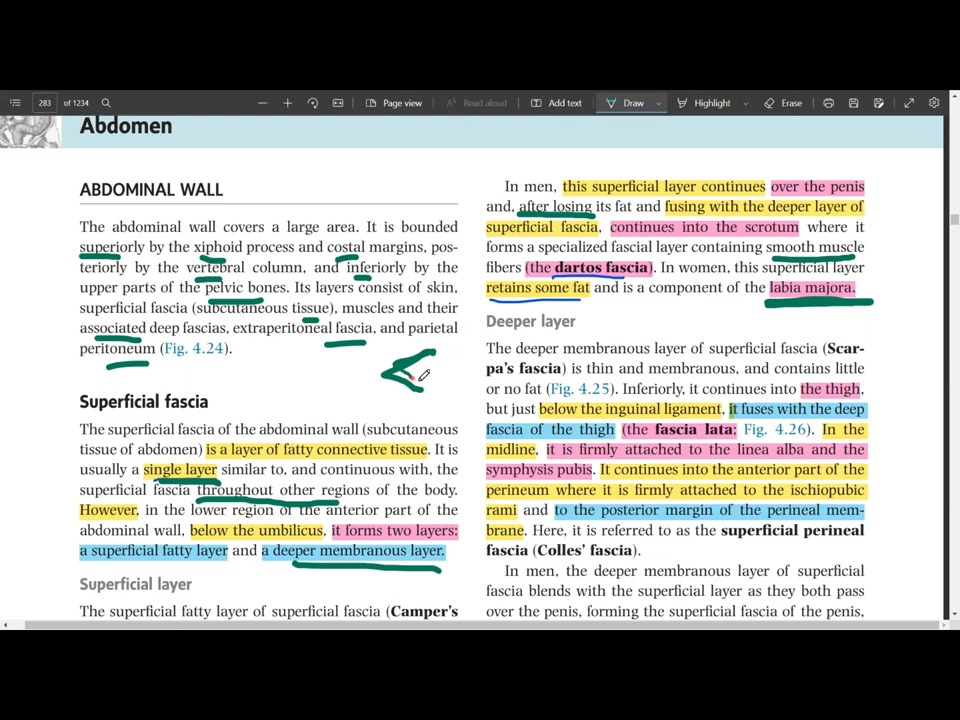 283 of 1234
Page view
Read aloud
Add text
Draw
Highlight
Erase
Abdomen
ABDOMINAL WALL
The abdominal wall covers a large area. It is bounded
superiorly by the xiphoid process and costal margins, pos-
teriorly by the vertebral column, and inferiorly by the
upper parts of the pelvic bones. Its layers consist of skin,
superficial fascia (subcutaneous tissue), muscles and their
associated deep fascias, extraperitoneal fascia, and parietal
peritoneum (Fig. 4.24).
Superficial fascia
The superficial fascia of the abdominal wall (subcutaneous
tissue of abdomen) is a layer of fatty connective tissue. It is
usually a single layer similar to, and continuous with, the
superficial fascia throughout other regions of the body.
However, in the lower region of the anterior part of the
abdominal wall, below the umbilicus, it forms two layers:
a superficial fatty layer and a deeper membranous layer.
Superficial layer
The superficial fatty layer of superficial fascia (Camper's
In men, this superficial layer continues over the penis
and, after losing its fat and fusing with the deeper layer of
superficial fascia, continues into the scrotum where it
forms a specialized fascial layer containing smooth muscle
fibers (the dartos fascia). In women, this superficial layer
retains some fat and is a component of the labia majora.
Deeper layer
The deeper membranous layer of superficial fascia (Scar-
pa's fascia) is thin and membranous, and contains little
or no fat (Fig. 4.25). Inferiorly, it continues into the thigh,
but just below the inguinal ligament, it fuses with the deep
fascia of the thigh (the fascia lata; Fig. 4.26). In the
midline, it is firmly attached to the linea alba and the
symphysis pubis. It continues into the anterior part of the
perineum where it is firmly attached to the ischiopubic
rami and to the posterior margin of the perineal mem-
brane. Here, it is referred to as the superficial perineal
fascia (Colles' fascia).
In men, the deeper membranous layer of superficial
fascia blends with the superficial layer as they both pass
over the penis, forming the superficial fascia of the penis,